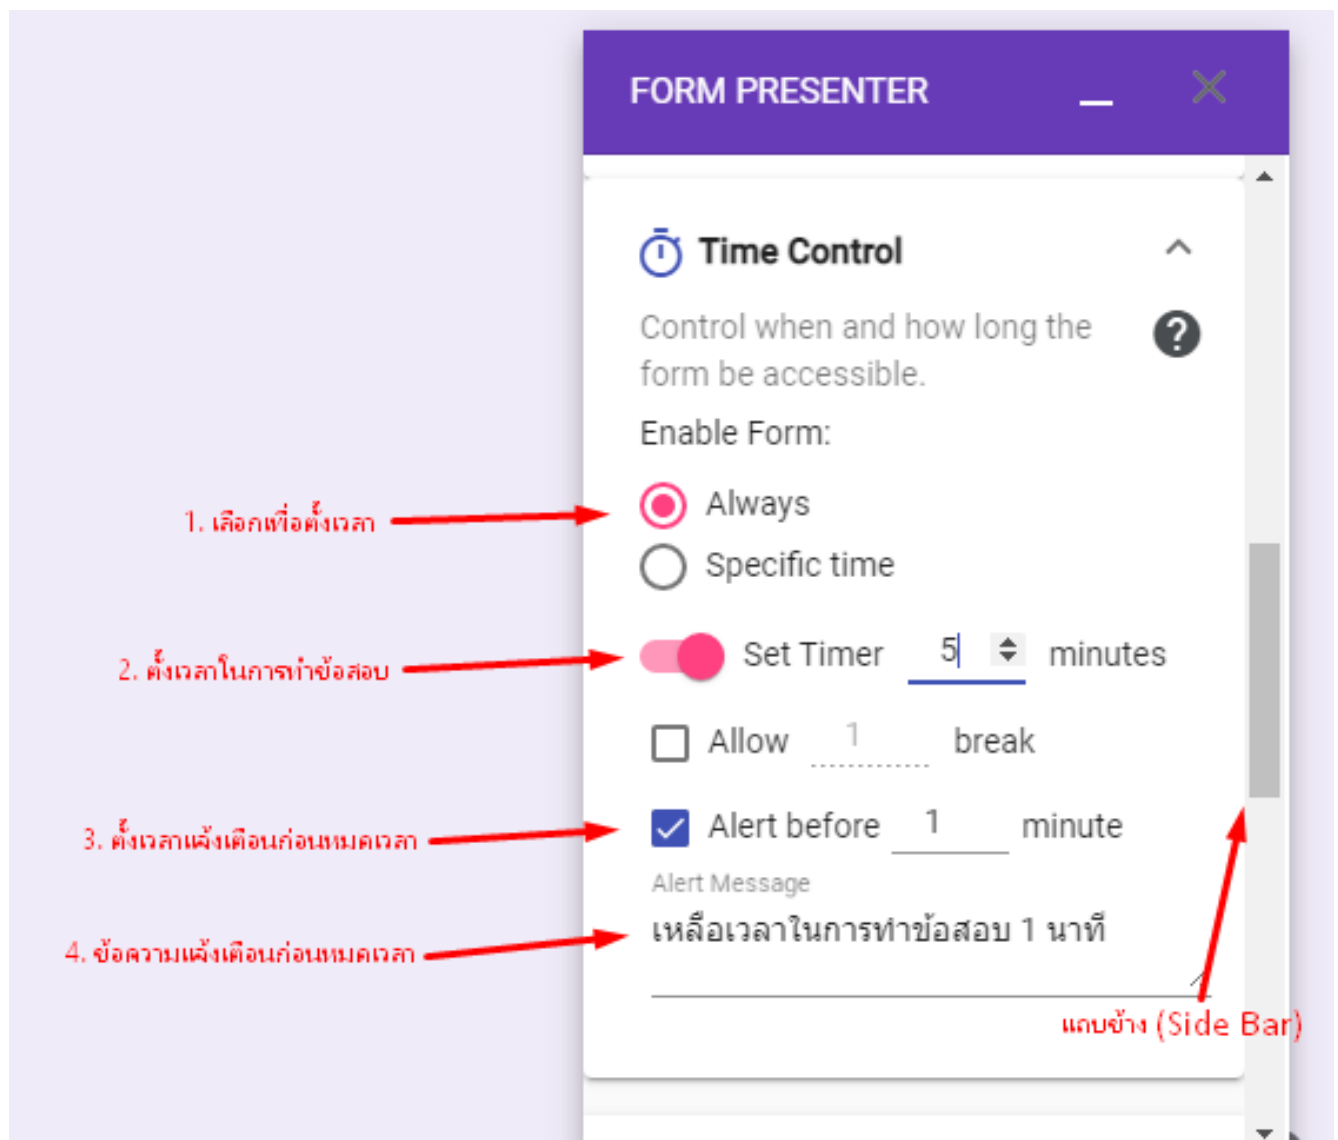 FORM PRESENTER
Time Control
Control when and how long the
form be accessible.
Enable Form:
1. เลือกเพื่อตั้งเวลา
Always
Specific time
2. ตั้งเวลาในการทำข้อสอบ
Set Timer 5 minutes
Allow 1 break
3. ตั้งเวลาแจ้งเตือนก่อนหมดเวลา
Alert before 1 minute
Alert Message
4. ข้อความแจ้งเตือนก่อนหมดเวลา
เหลือเวลาในการทำข้อสอบ 1 นาที
แถบข้าง (Side Bar)